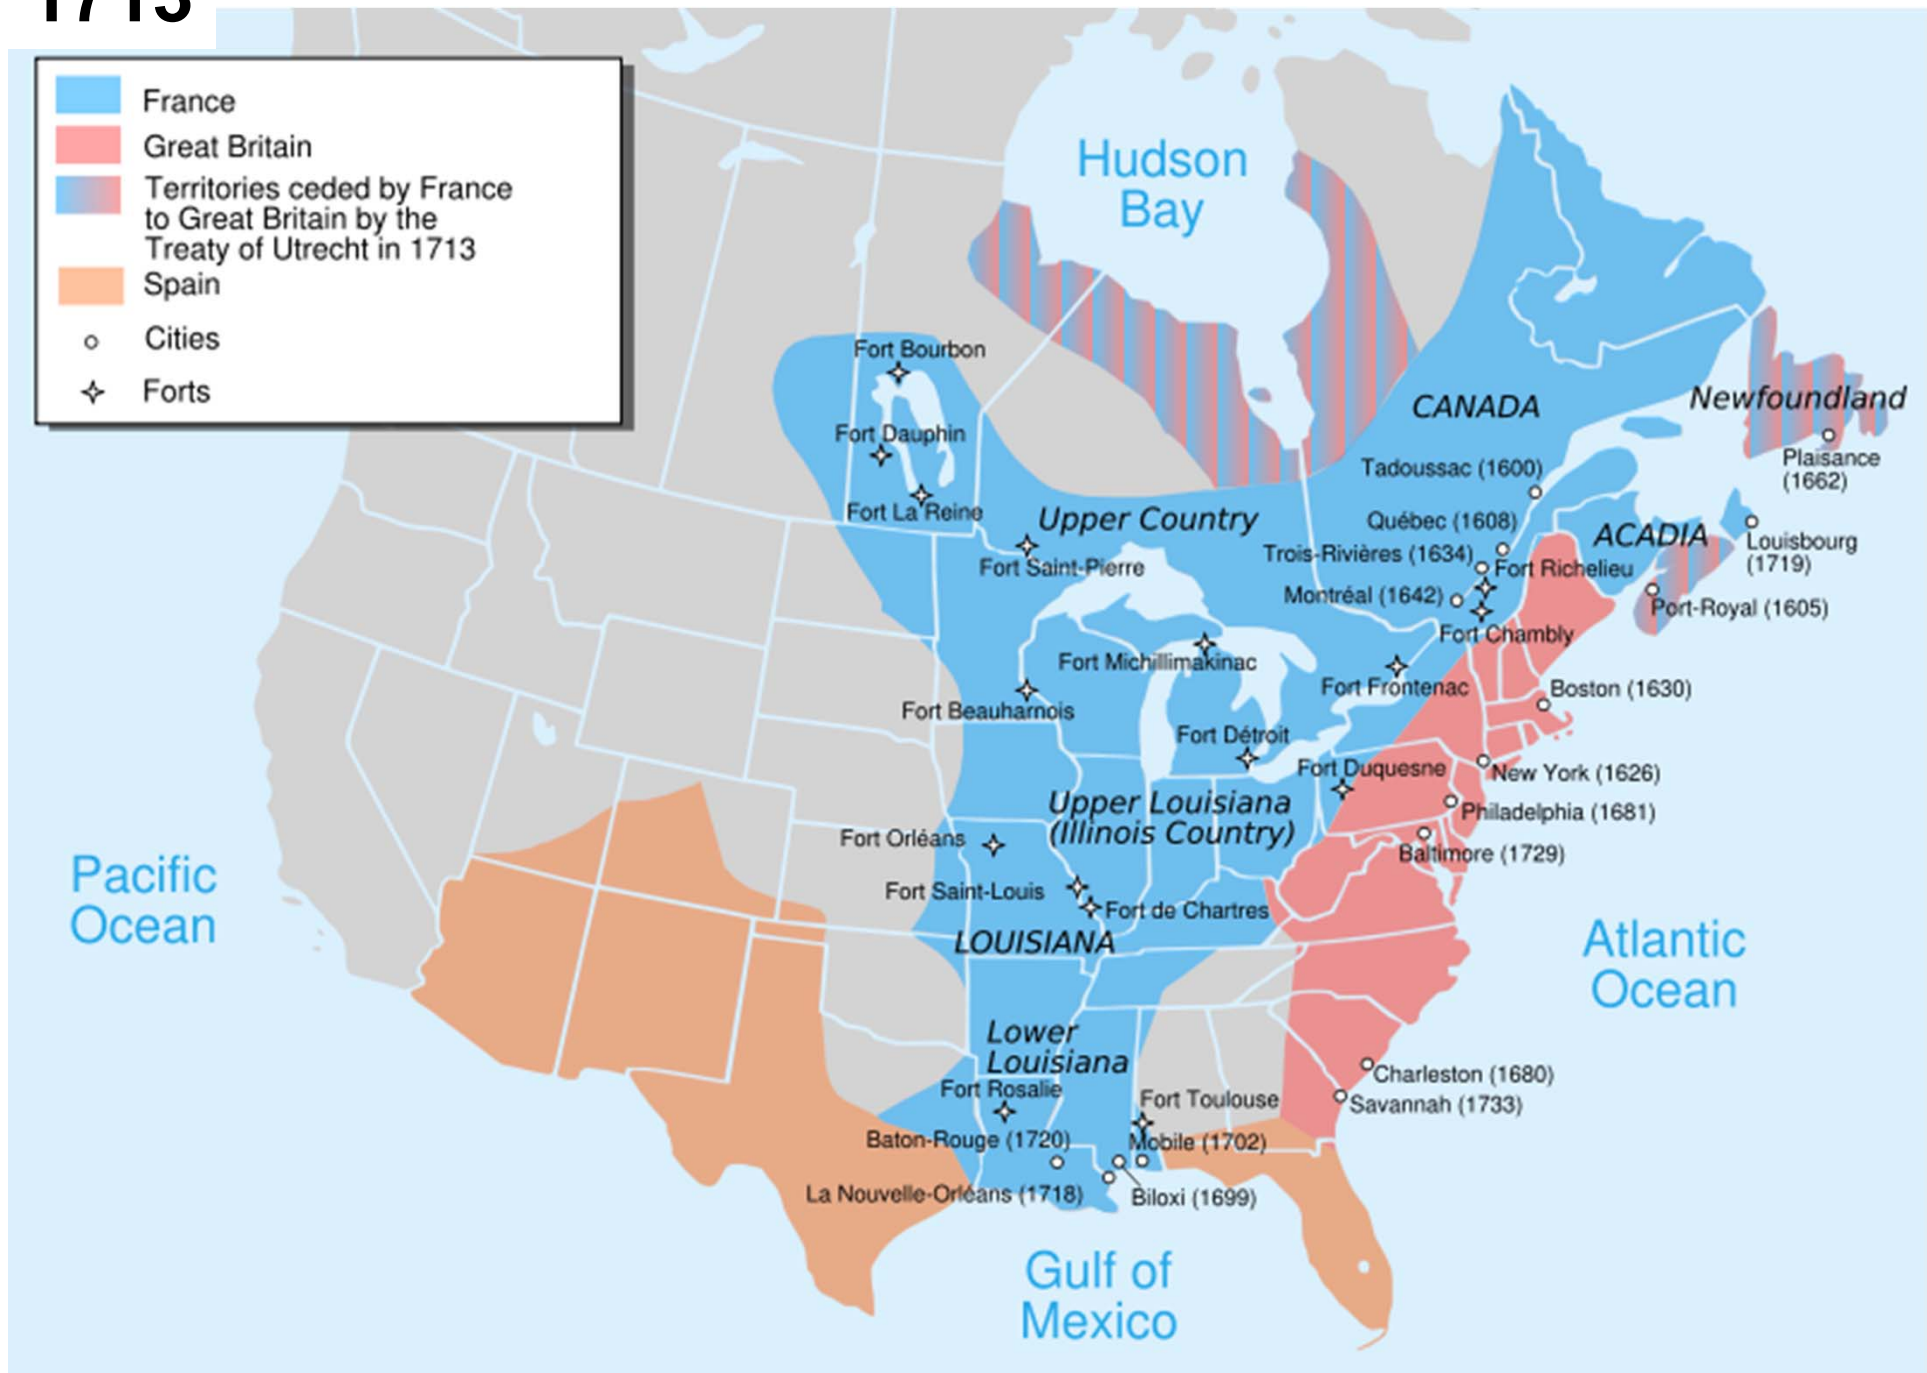 1713
France
Great Britain
Territories ceded by France
to Great Britain by the
Treaty of Utrecht in 1713
Spain
Cities
Forts
Hudson
Bay
Fort Bourbon
Fort Dauphin
Fort La Reine
CANADA
Newfoundland
Plaisance
(1662)
Tadoussac (1600)
Québec (1608)
Trois-Rivières (1634)
Montréal (1642)
Fort Richelieu
Fort Chambly
ACADIA
Louisbourg
(1719)
Port-Royal (1605)
Upper Country
Fort Saint-Pierre
Fort Michillimakinac
Fort Frontenac
Fort Beauharnois
Fort Détroit
Fort Duquesne
Boston (1630)
New York (1626)
Philadelphia (1681)
Baltimore (1729)
Upper Louisiana
(Illinois Country)
Fort Orléans
Fort Saint-Louis
Fort de Chartres
LOUISIANA
Pacific
Ocean
Atlantic
Ocean
Lower
Louisiana
Fort Rosalie
Fort Toulouse
Charleston (1680)
Savannah (1733)
Baton-Rouge (1720)
Mobile (1702)
La Nouvelle-Orléans (1718)
Biloxi (1699)
Gulf of
Mexico